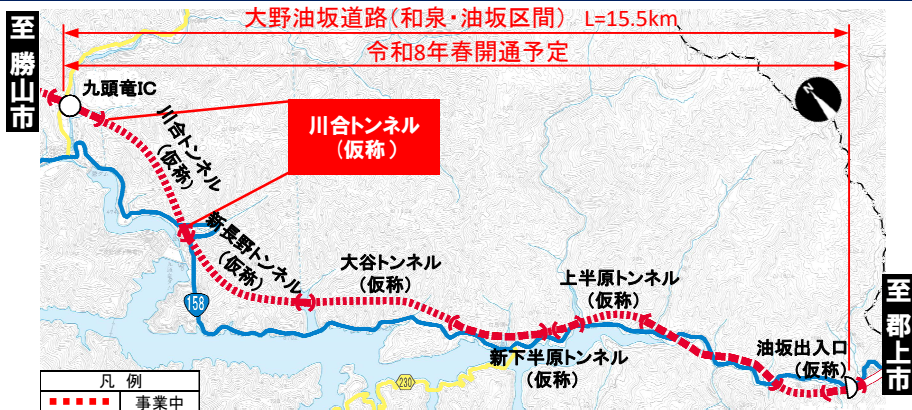 大野油坂道路(和泉・油坂区間) L=15.5km
令和8年春開通予定
至 勝山市
九頭竜IC
川合トンネル
(仮称)
川合トンネル
(仮称)
N
新長野トンネル
(仮称)
158
大谷トンネル
(仮称)
上半原トンネル
(仮称)
新下半原トンネル
(仮称)
油坂出入口
(仮称)
至 郡上市
230
凡 例
事業中